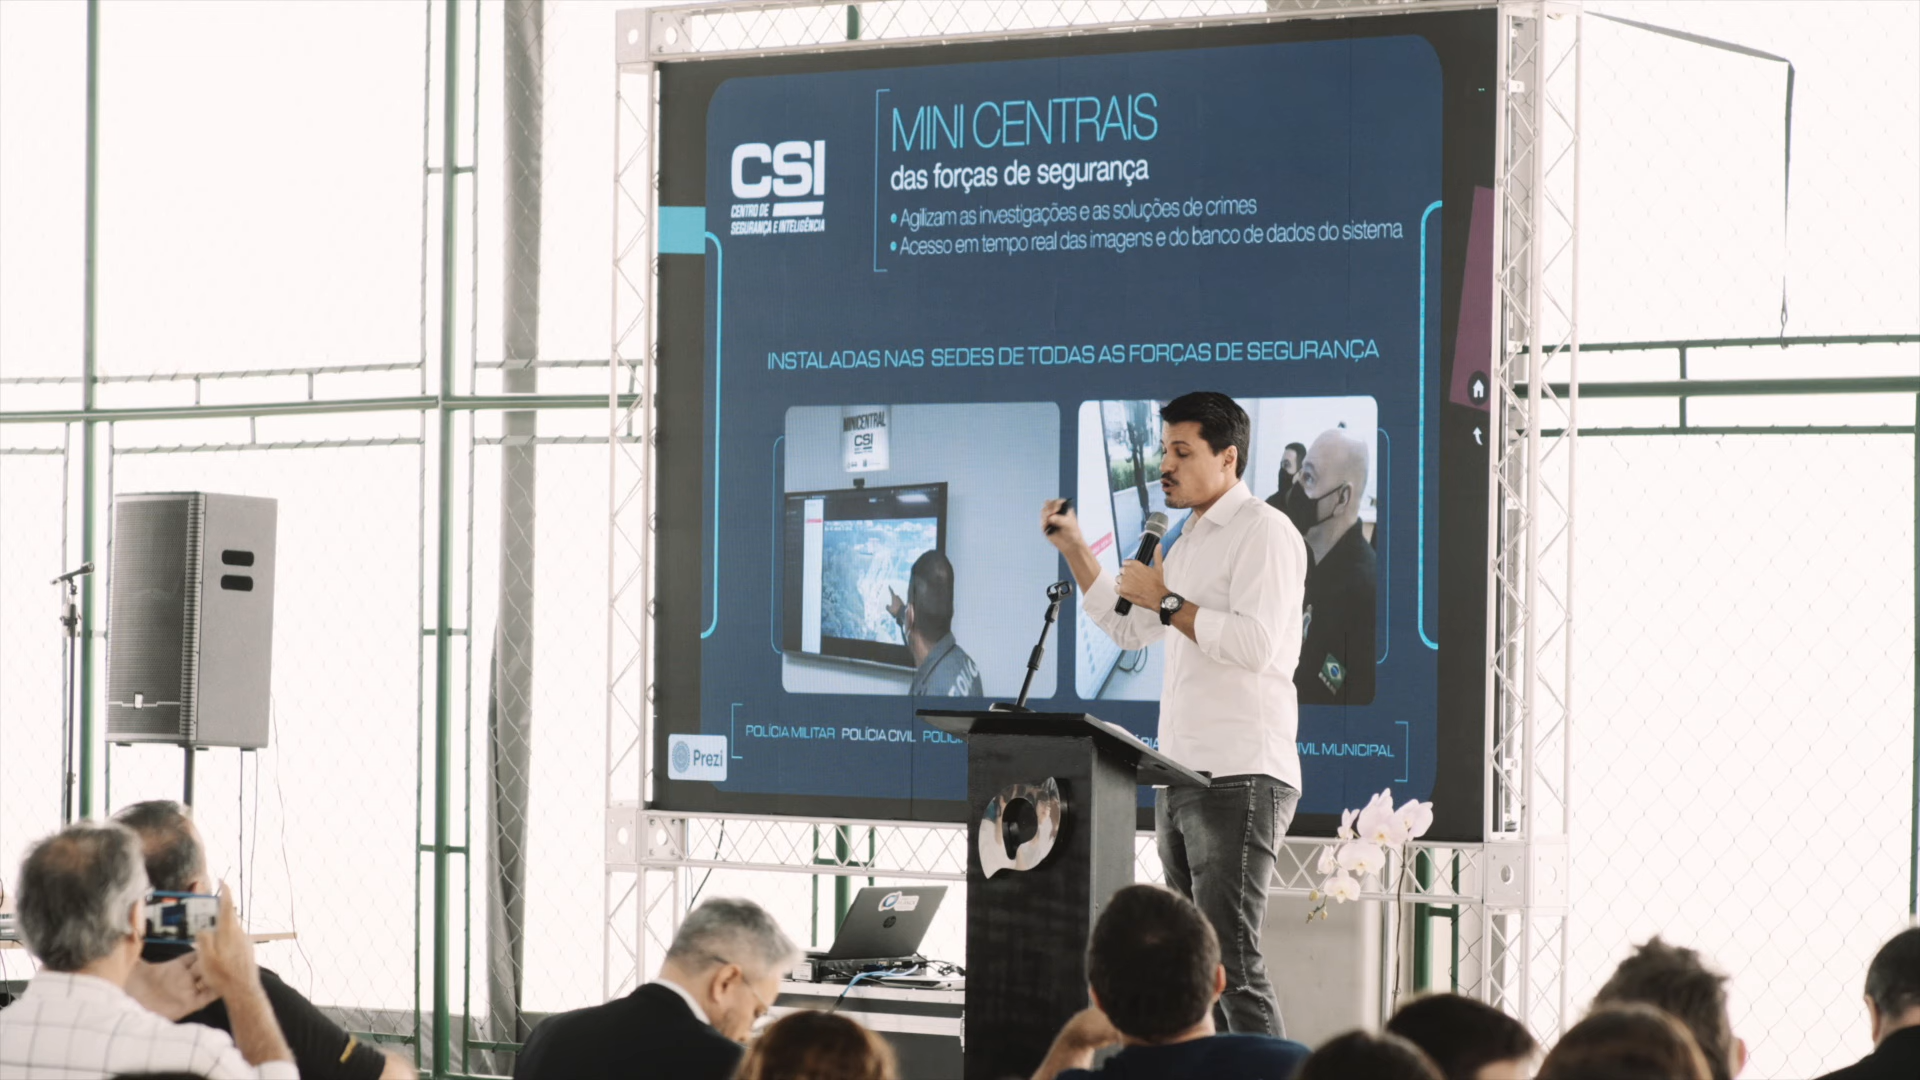 MINI CENTRAIS
das forças de segurança
• Agilizam as investigações e as soluções de crimes
• Acesso em tempo real das imagens e do banco de dados do sistema
CSI
CENTRO DE
SEGURANÇA E INTELIGÊNCIA
INSTALADAS NAS SEDES DE TODAS AS FORÇAS DE SEGURANÇA
MINICENTRAL
CSI
POLÍCIA MILITAR POLÍCIA CIVIL
MUNICIPAL
Prezi